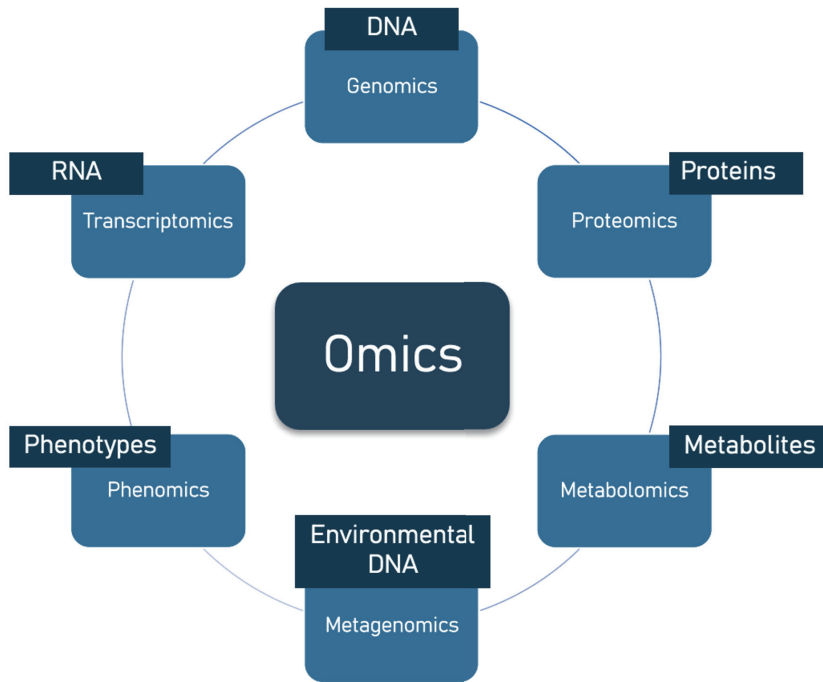 DNA
Genomics
RNA
Transcriptomics
Proteins
Proteomics
Omics
Phenotypes
Phenomics
Metabolites
Metabolomics
Environmental
DNA
Metagenomics